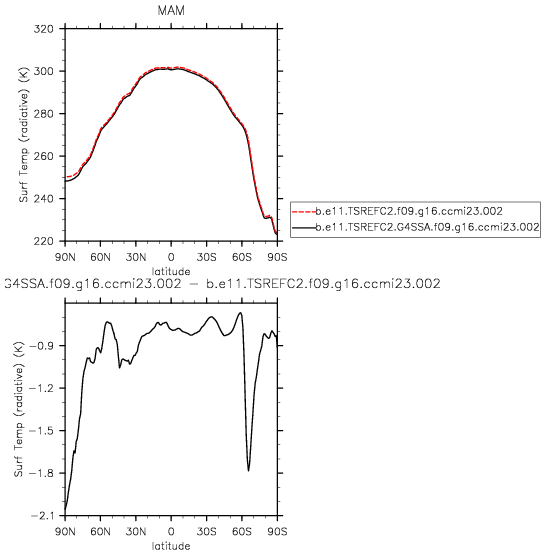 MAM
320
300
280
260
240
220
Surf Temp (radiative) (K)
90N 60N 30N 0 30S 60S 90S
latitude
b.e11.TSREFC2.f09.g16.ccmi23.002
b.e11.TSREFC2.G4SSA.f09.g16.ccmi23.002
G4SSA.f09.g16.ccmi23.002 - b.e11.TSREFC2.f09.g16.ccmi23.002
-0.9
-1.2
-1.5
-1.8
-2.1
Surf Temp (radiative) (K)
90N 60N 30N 0 30S 60S 90S
latitude